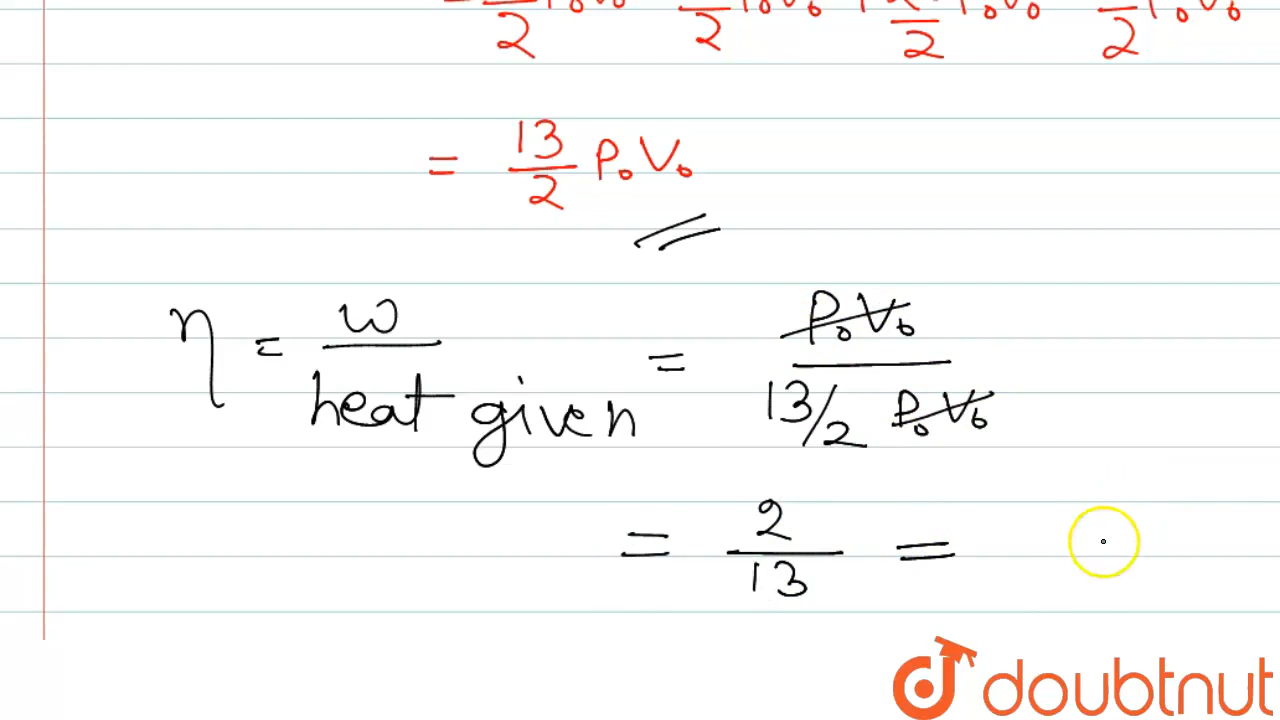 = 13/2 P₀V₀
η = w/heat given = P₀V₀/(13/2 P₀V₀)
= 2/13 =
doubtnut